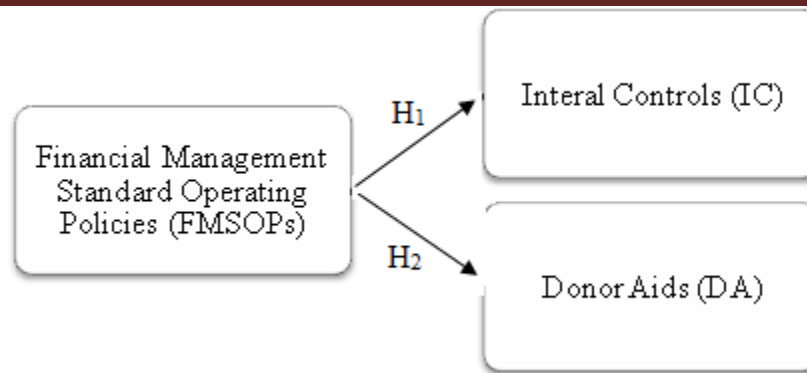 Interal Controls (IC)
H1
Financial Management
Standard Operating
Policies (FMSOPs)
H2
Donor Aids (DA)